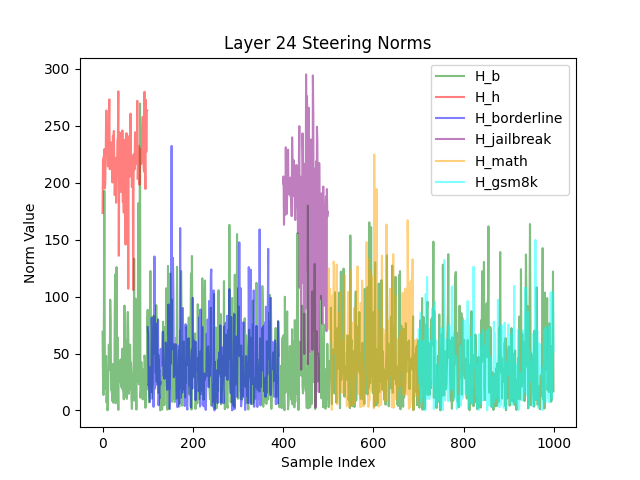 Layer 24 Steering Norms
300
250
200
150
100
50
0
Norm Value
0
200
400
600
800
1000
Sample Index
H_b
H_h
H_borderline
H_jailbreak
H_math
H_gsm8k